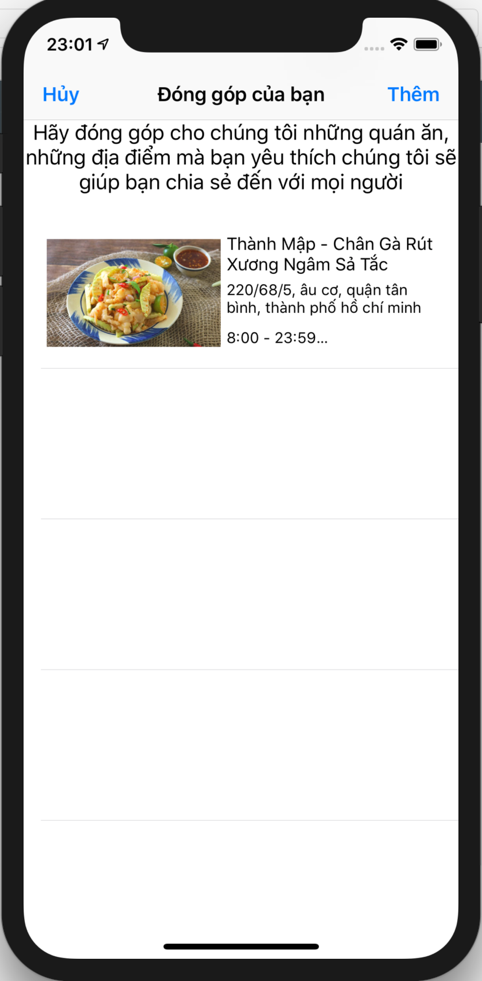 23:01
Hủy Đóng góp của bạn Thêm
Hãy đóng góp cho chúng tôi những quán ăn,
những địa điểm mà bạn yêu thích chúng tôi sẽ
giúp bạn chia sẻ đến với mọi người
Thành Mập - Chân Gà Rút
Xương Ngâm Sả Tắc
220/68/5, âu cơ, quận tân
bình, thành phố hồ chí minh
8:00 - 23:59...